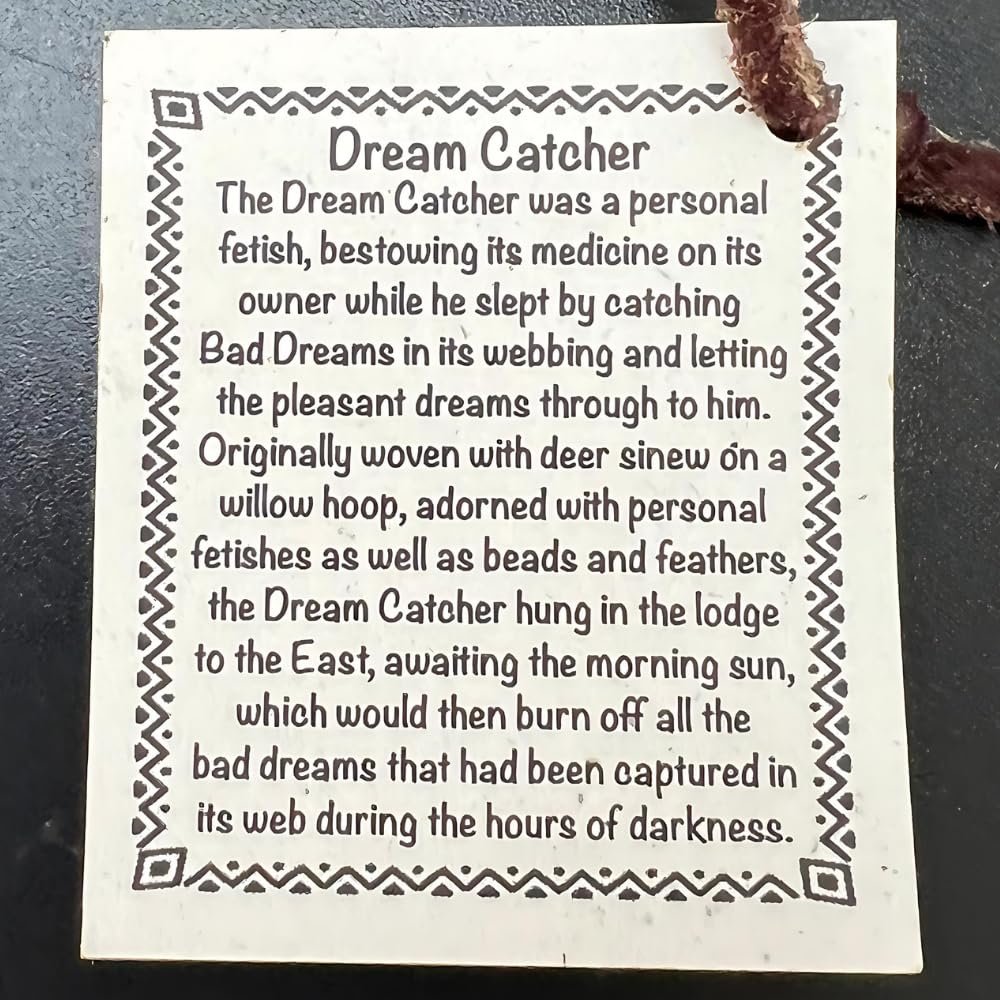 Dream Catcher
The Dream Catcher was a personal
fetish, bestowing its medicine on its
owner while he slept by catching
Bad Dreams in its webbing and letting
the pleasant dreams through to him.
Originally woven with deer sinew on a
willow hoop, adorned with personal
fetishes as well as beads and feathers,
the Dream Catcher hung in the lodge
to the East, awaiting the morning sun,
which would then burn off all the
bad dreams that had been captured in
its web during the hours of darkness.